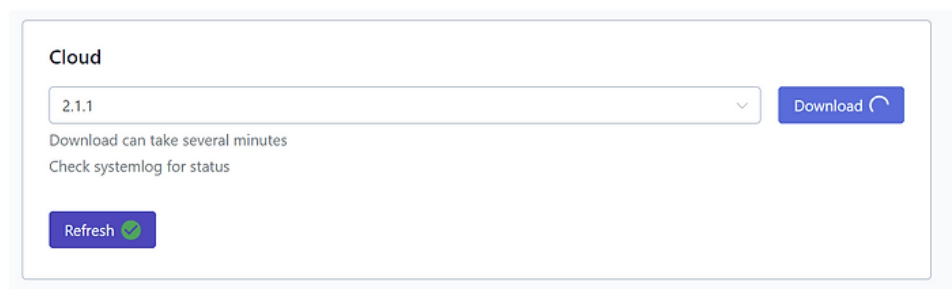 Cloud
2.1.1
Download
Download can take several minutes
Check systemlog for status
Refresh